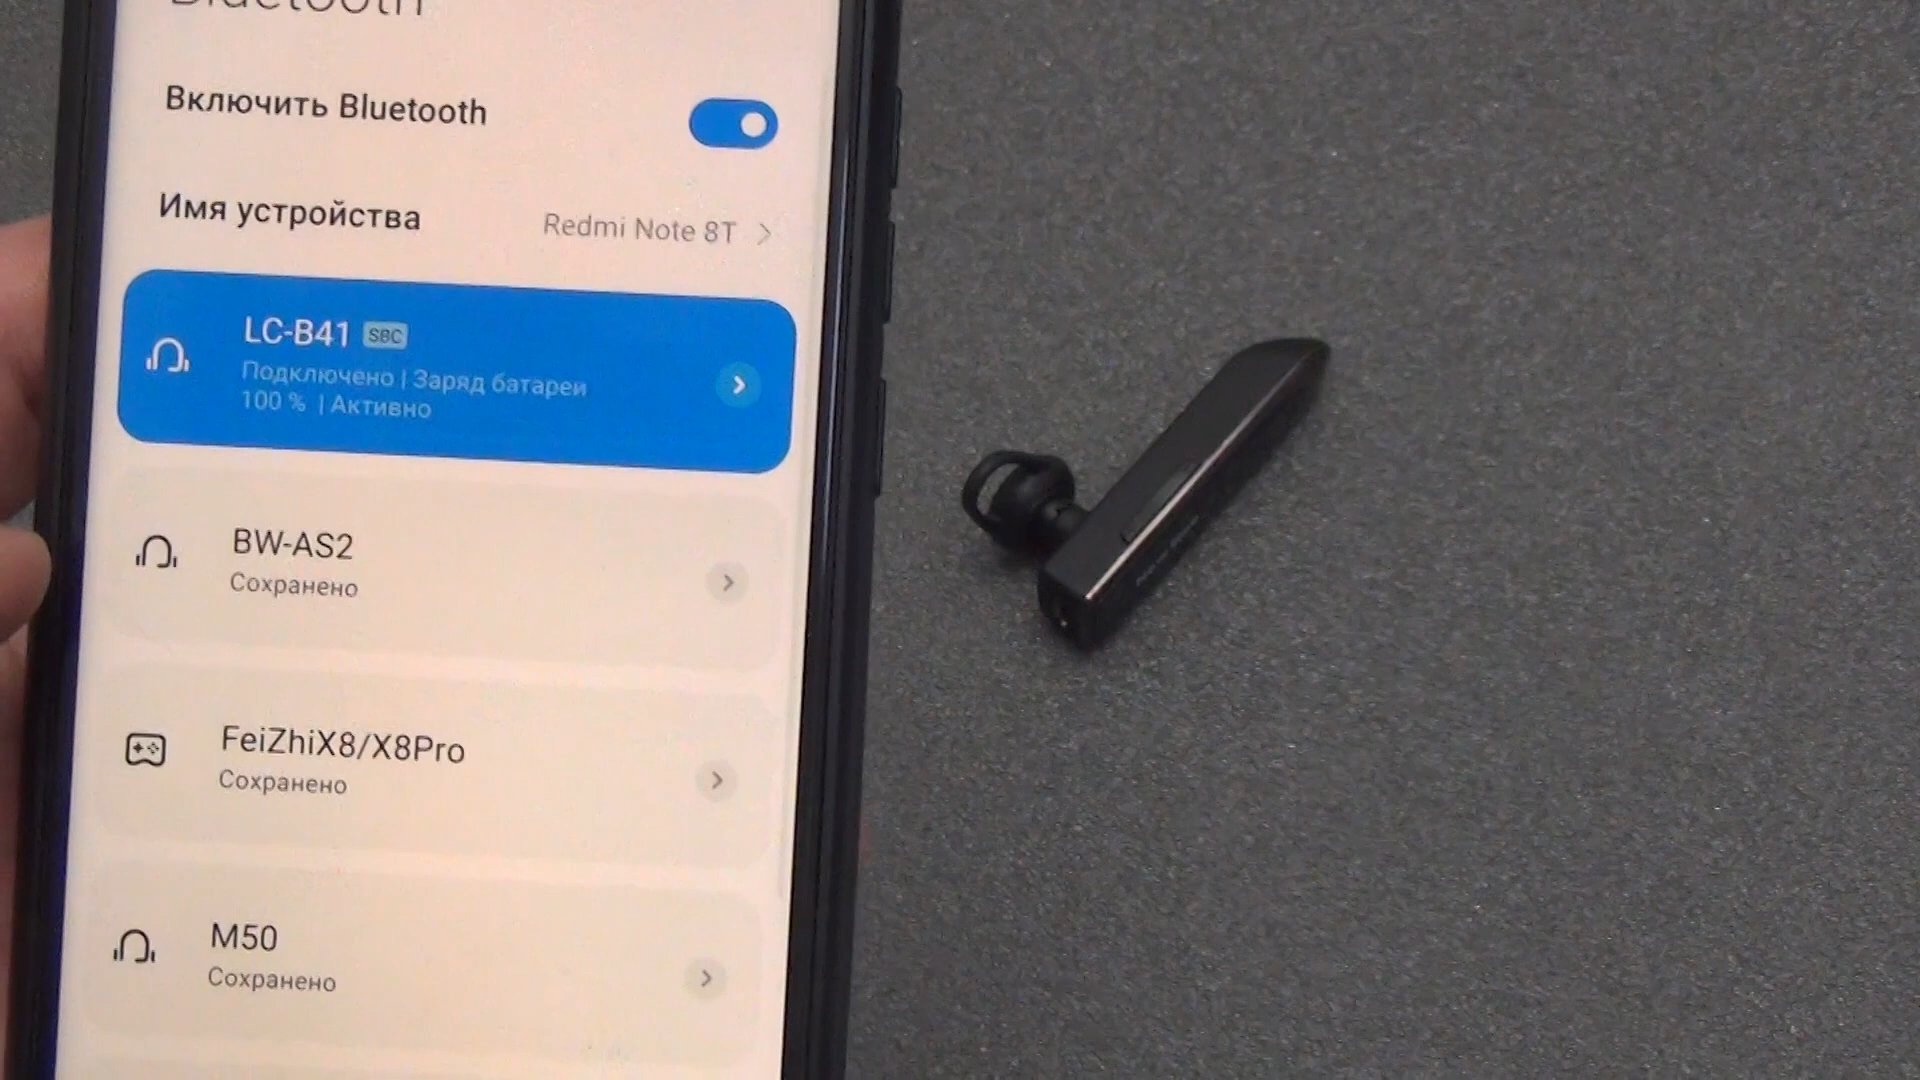 Bluetooth
Включить Bluetooth
Имя устройства
Redmi Note 8T
LC-B41 SBC
Подключено | Заряд батареи
100 % | Активно
BW-AS2
Сохранено
FeiZhiX8/X8Pro
Сохранено
M50
Сохранено